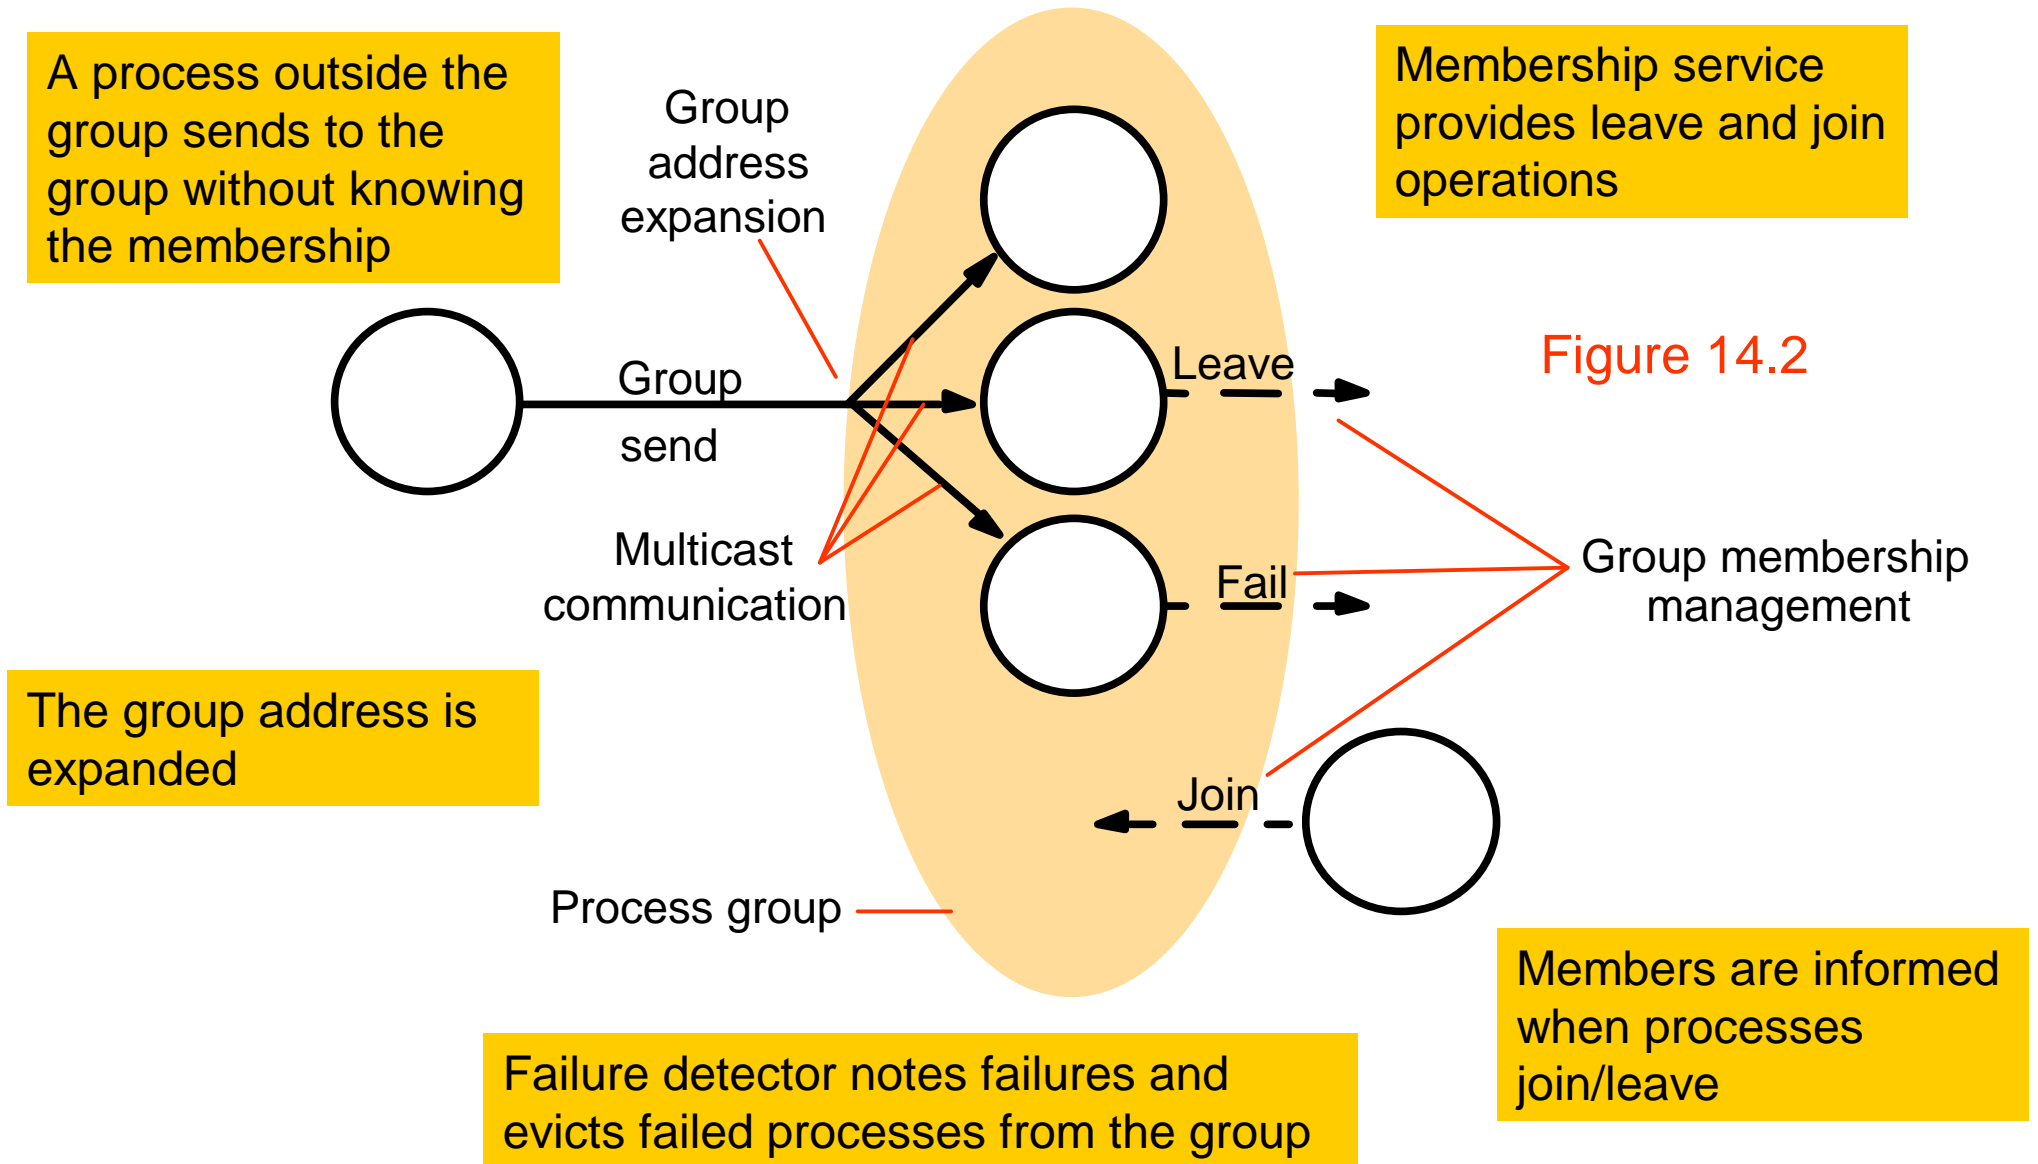 A process outside the
group sends to the
group without knowing
the membership
Group
address
expansion
Membership service
provides leave and join
operations
Figure 14.2
Group
send
Leave
Multicast
communication
Fail
Group membership
management
The group address is
expanded
Join
Process group
Members are informed
when processes
join/leave
Failure detector notes failures and
evicts failed processes from the group